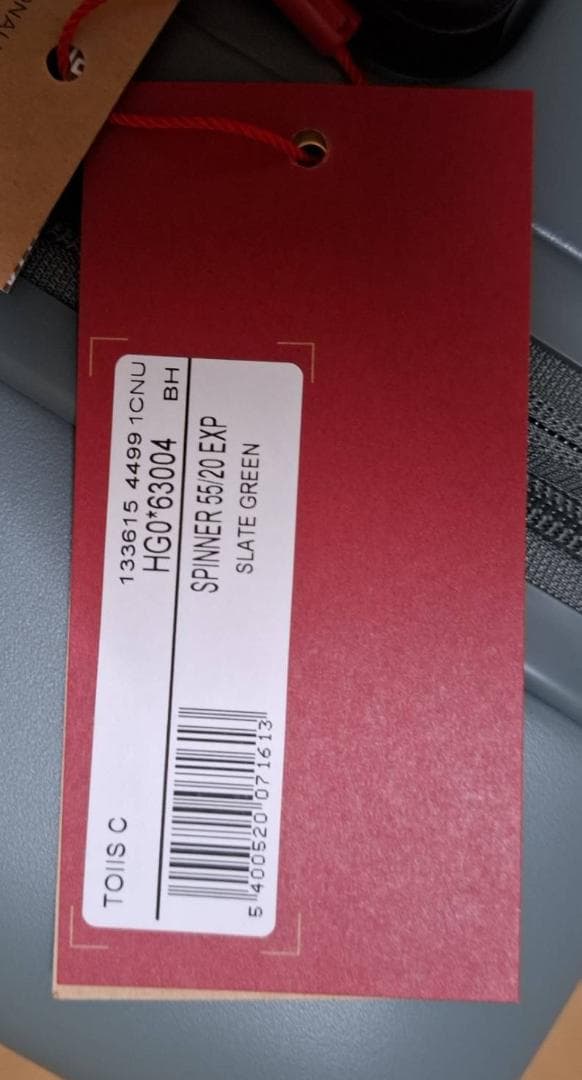 TOIIS C
133615 4499 1CNU
HG0*63004
BH
SPINNER 55/20 EXP
SLATE GREEN
5 400520 071613